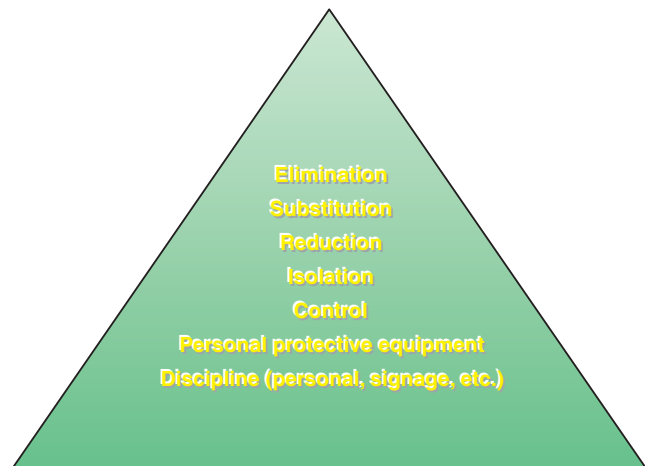 Elimination
Substitution
Reduction
Isolation
Control
Personal protective equipment
Discipline (personal, signage, etc.)